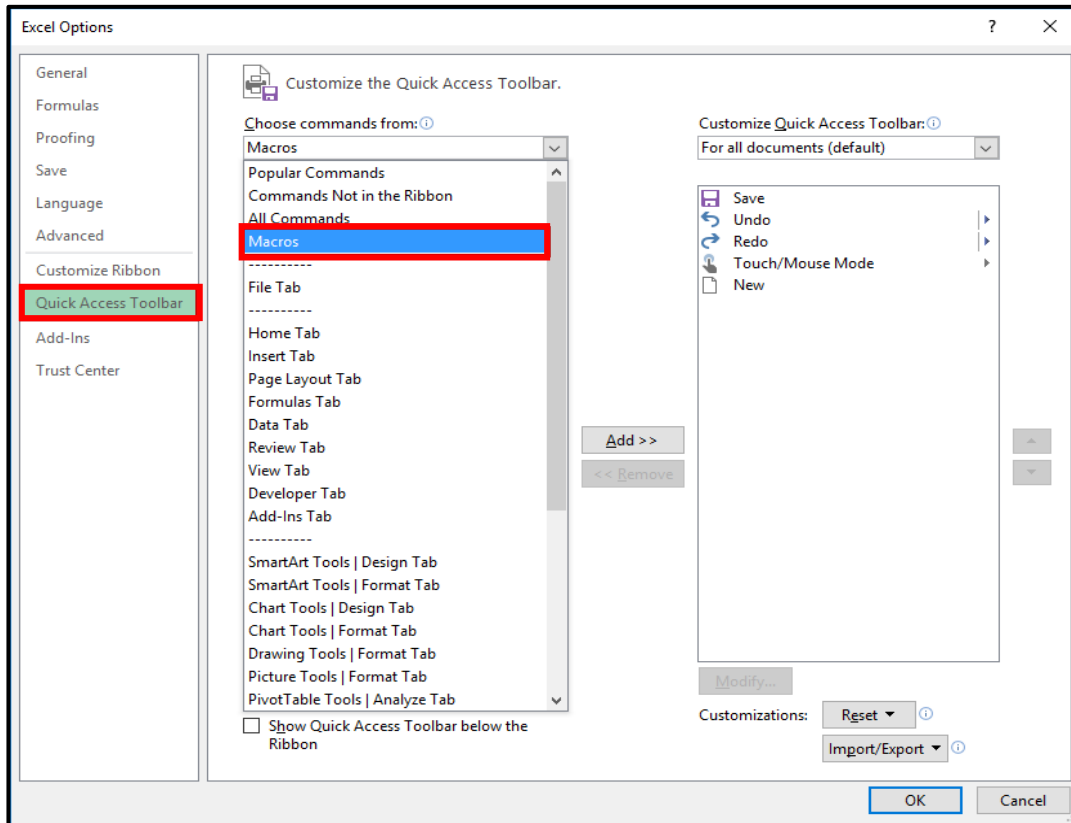 Excel Options
?
General
Formulas
Proofing
Save
Language
Advanced
Customize Ribbon
Quick Access Toolbar
Add-Ins
Trust Center
Customize the Quick Access Toolbar.
Choose commands from:
Macros
Popular Commands
Commands Not in the Ribbon
All Commands
Macros
----------
File Tab
----------
Home Tab
Insert Tab
Page Layout Tab
Formulas Tab
Data Tab
Review Tab
View Tab
Developer Tab
Add-Ins Tab
----------
SmartArt Tools | Design Tab
SmartArt Tools | Format Tab
Chart Tools | Design Tab
Chart Tools | Format Tab
Drawing Tools | Format Tab
Picture Tools | Format Tab
PivotTable Tools | Analyze Tab
Show Quick Access Toolbar below the
Ribbon
Add >>
<< Remove
Customize Quick Access Toolbar:
For all documents (default)
Save
Undo
Redo
Touch/Mouse Mode
New
Modify...
Customizations:
Reset
Import/Export
OK
Cancel